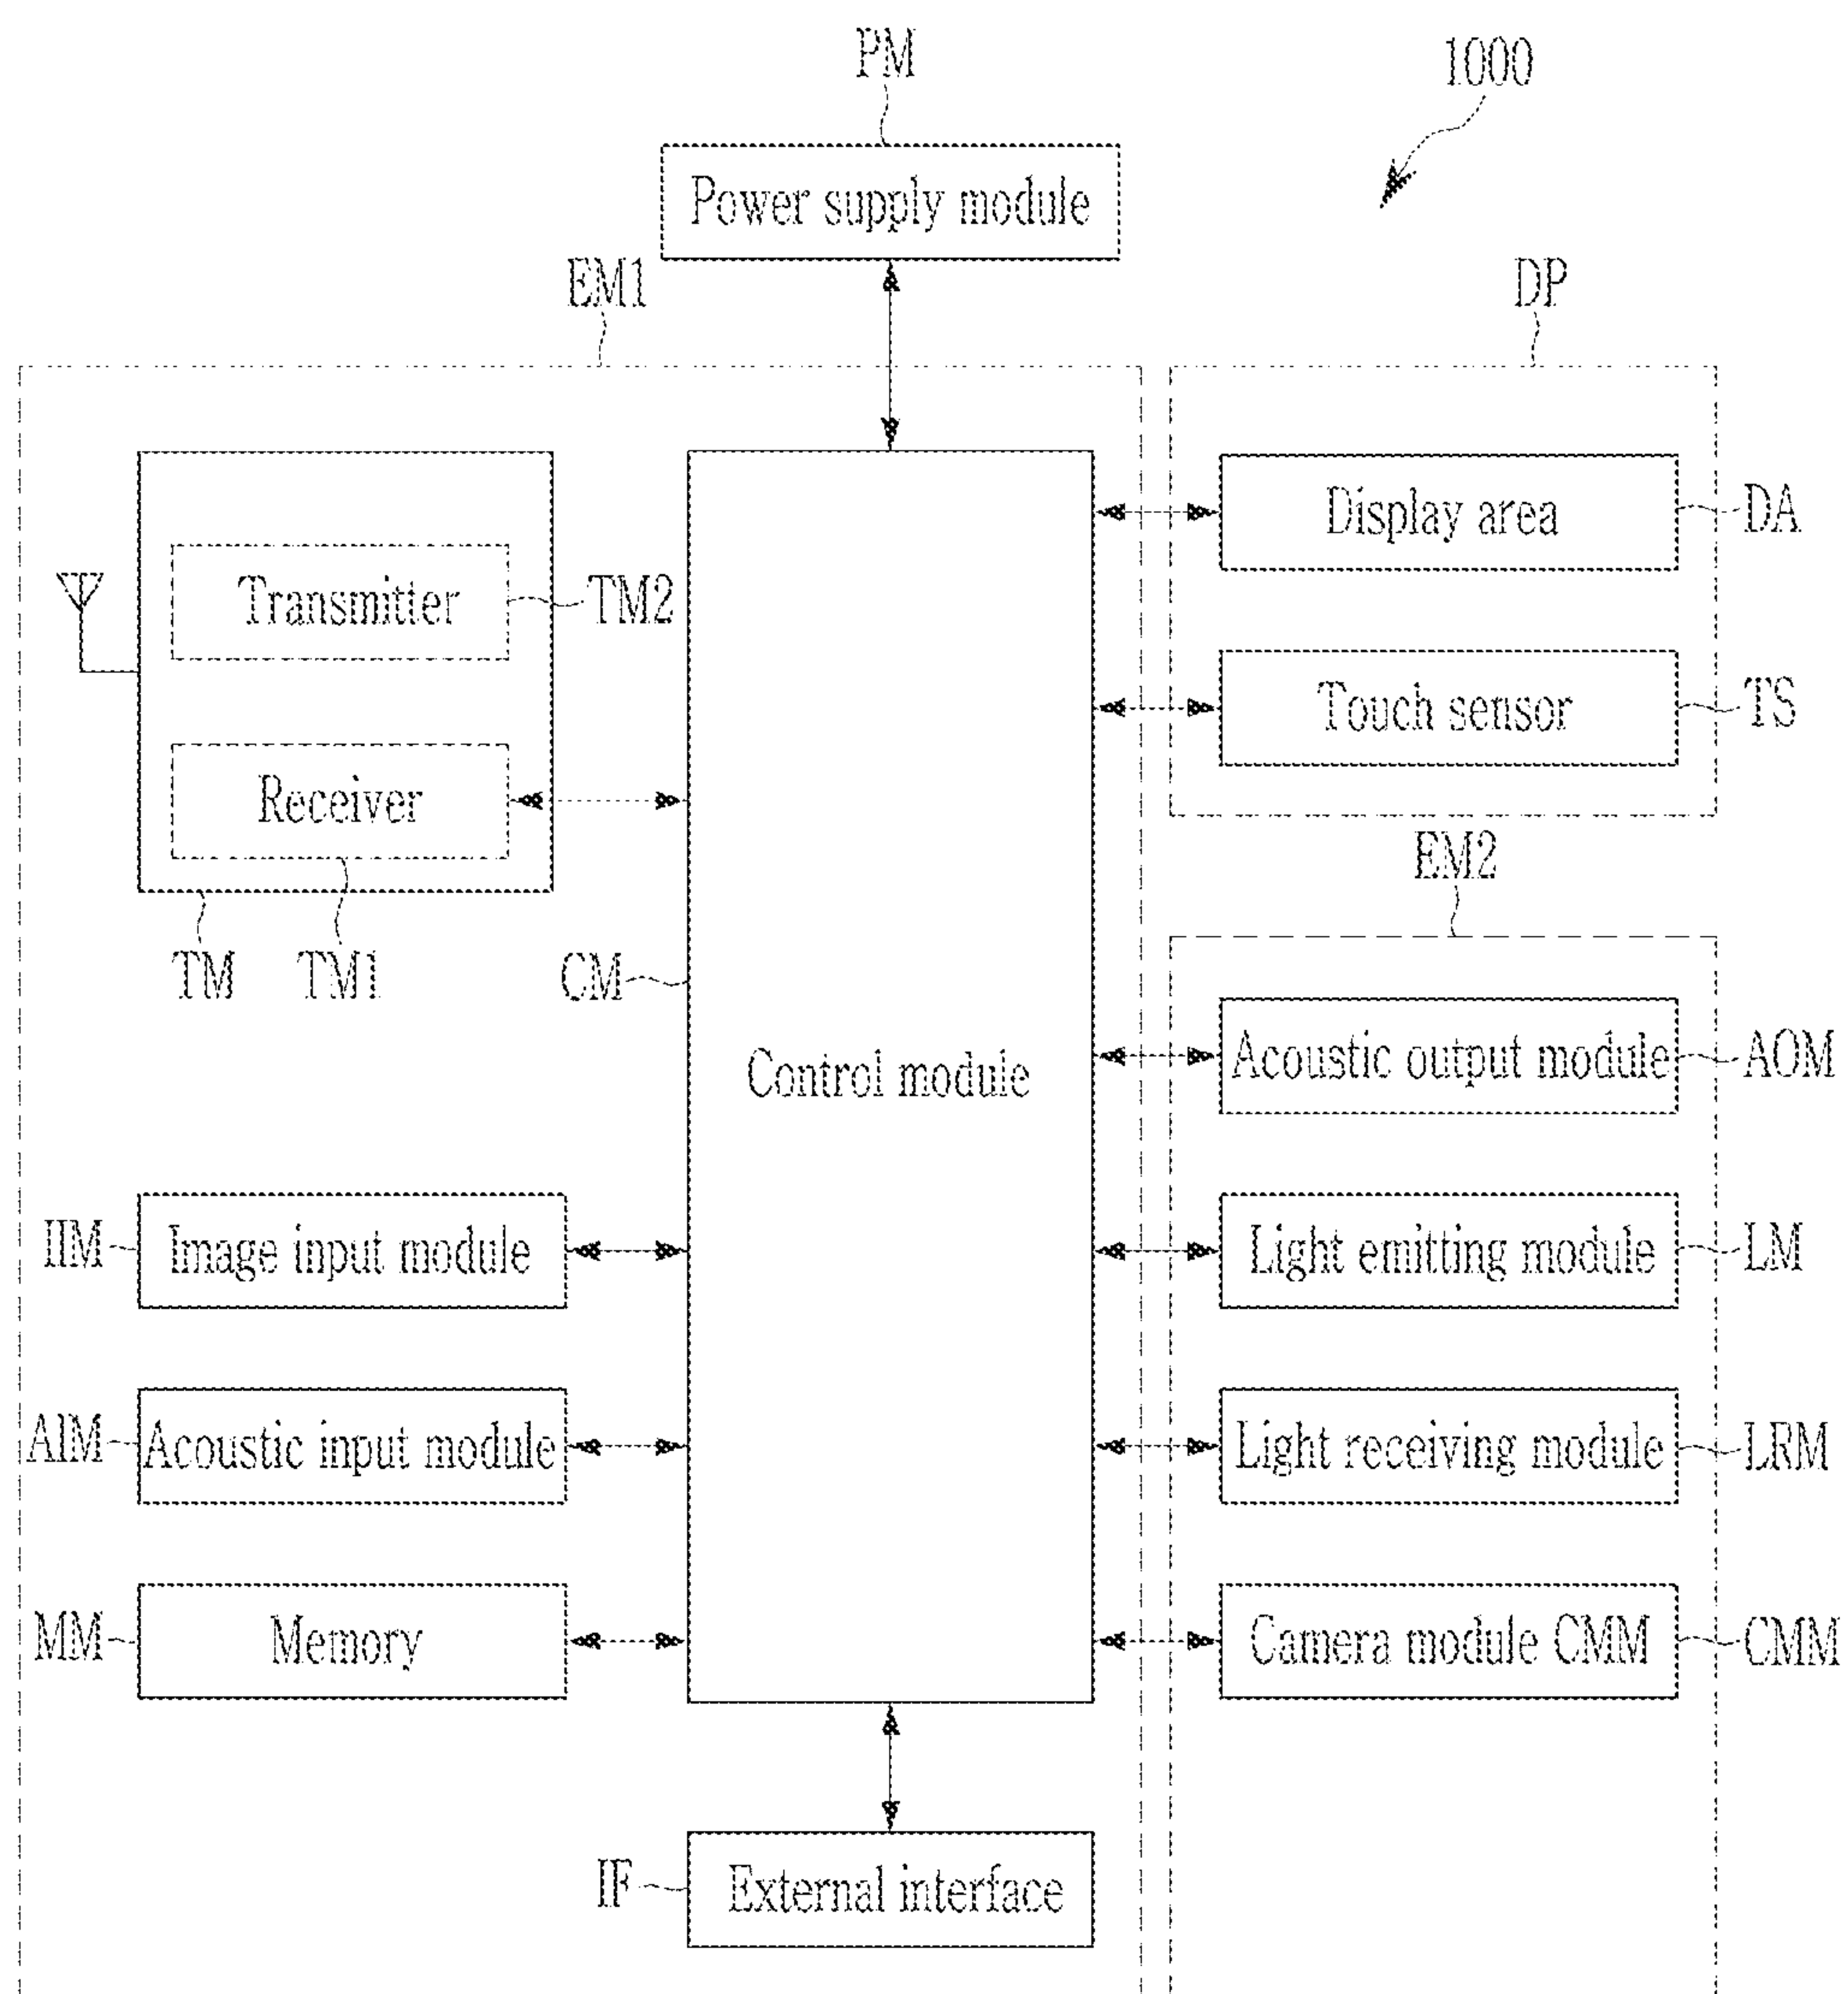 PM
1000
Power supply module
EM1
DP
Display area
DA
Transmitter
TM2
Touch sensor
TS
Receiver
EM2
TM
TM1
CM
Control module
Acoustic output module
AOM
IIM
Image input module
Light emitting module
LM
AIM
Acoustic input module
Light receiving module
LRM
MM
Memory
Camera module CMM
CMM
IF
External interface